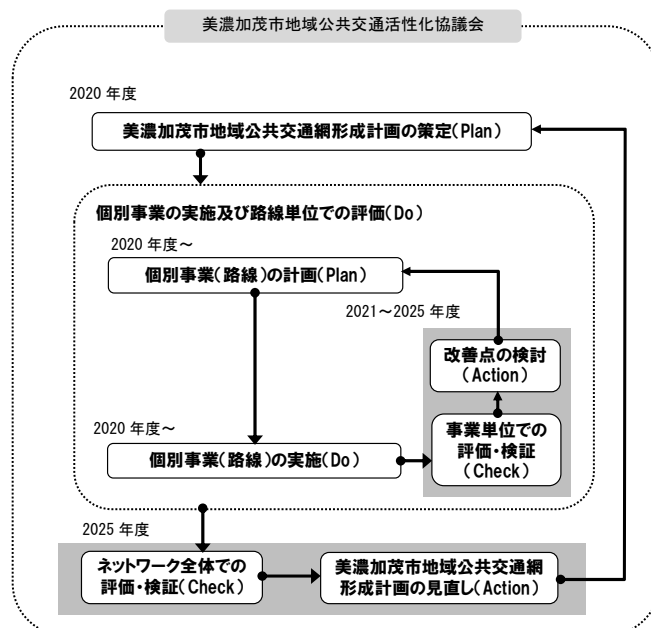 美濃加茂市地域公共交通活性化協議会
2020 年度
美濃加茂市地域公共交通網形成計画の策定(Plan)
個別事業の実施及び路線単位での評価(Do)
2020 年度～
個別事業(路線)の計画(Plan)
2021～2025 年度
改善点の検討
(Action)
2020 年度～
個別事業(路線)の実施(Do)
事業単位での
評価・検証
(Check)
2025 年度
ネットワーク全体での
評価・検証(Check)
美濃加茂市地域公共交通網
形成計画の見直し(Action)